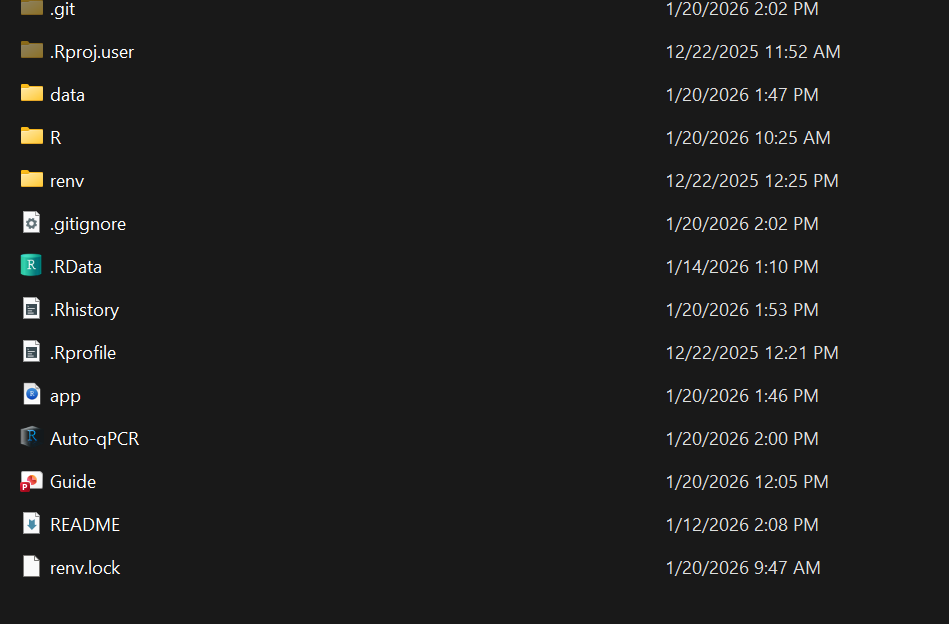 .git 1/20/2026 2:02 PM
.Rproj.user 12/22/2025 11:52 AM
data 1/20/2026 1:47 PM
R 1/20/2026 10:25 AM
renv 12/22/2025 12:25 PM
.gitignore 1/20/2026 2:02 PM
.RData 1/14/2026 1:10 PM
.Rhistory 1/20/2026 1:53 PM
.Rprofile 12/22/2025 12:21 PM
app 1/20/2026 1:46 PM
Auto-qPCR 1/20/2026 2:00 PM
Guide 1/20/2026 12:05 PM
README 1/12/2026 2:08 PM
renv.lock 1/20/2026 9:47 AM